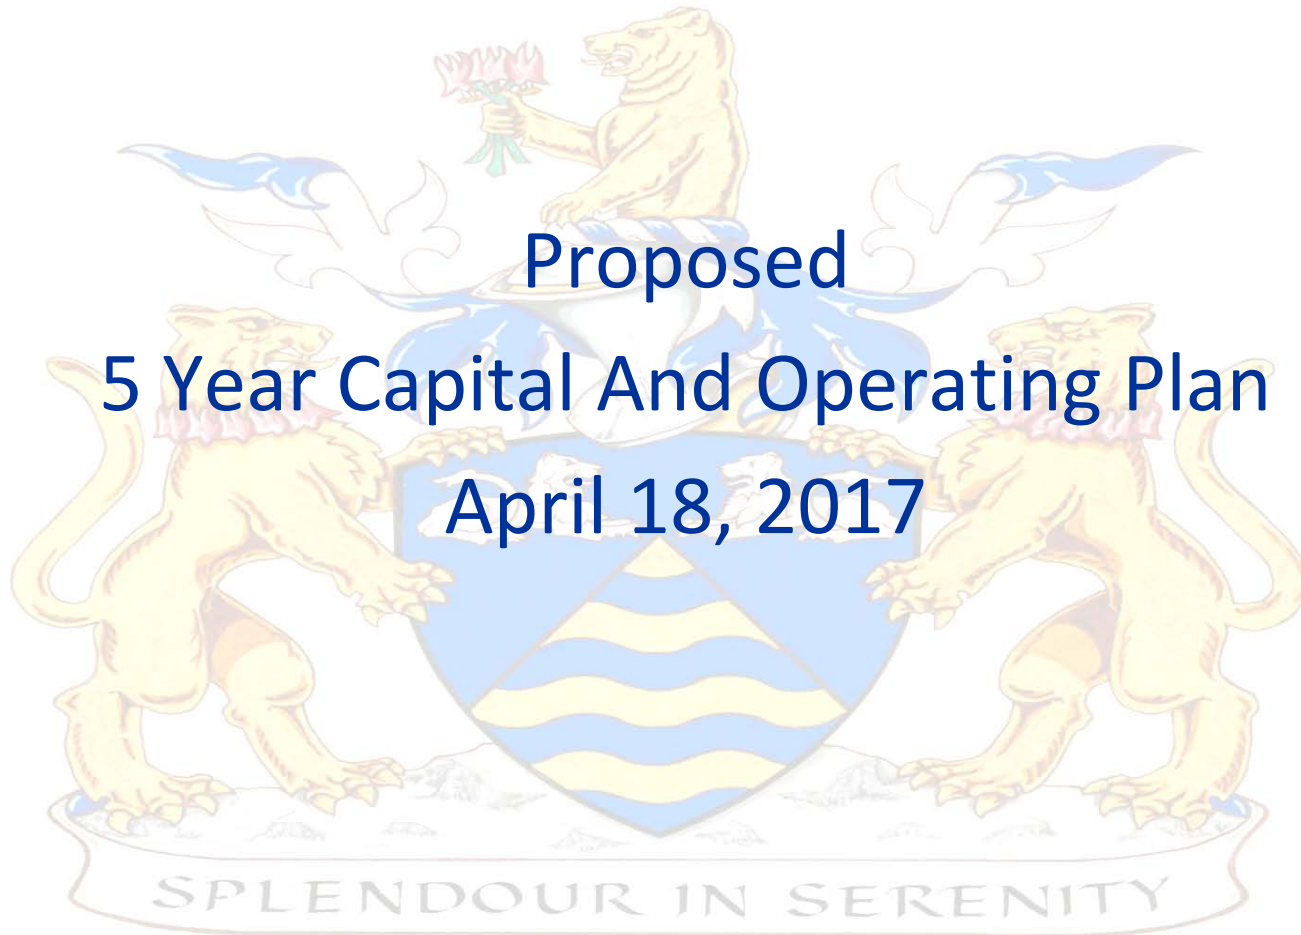 Proposed
5 Year Capital And Operating Plan
April 18, 2017
SPLENDOUR IN SERENITY